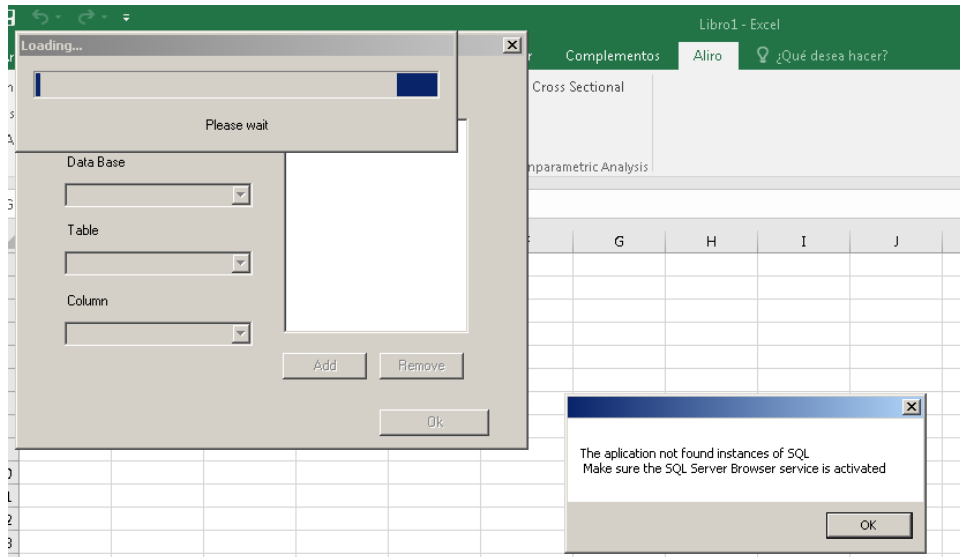 Libro1 - Excel
Loading...
Complementos
Aliro
¿Qué desea hacer?
Cross Sectional
Please wait
Data Base
nparametric Analysis
Table
G
H
I
J
Column
Add
Remove
Ok
The aplication not found instances of SQL
Make sure the SQL Server Browser service is activated
OK